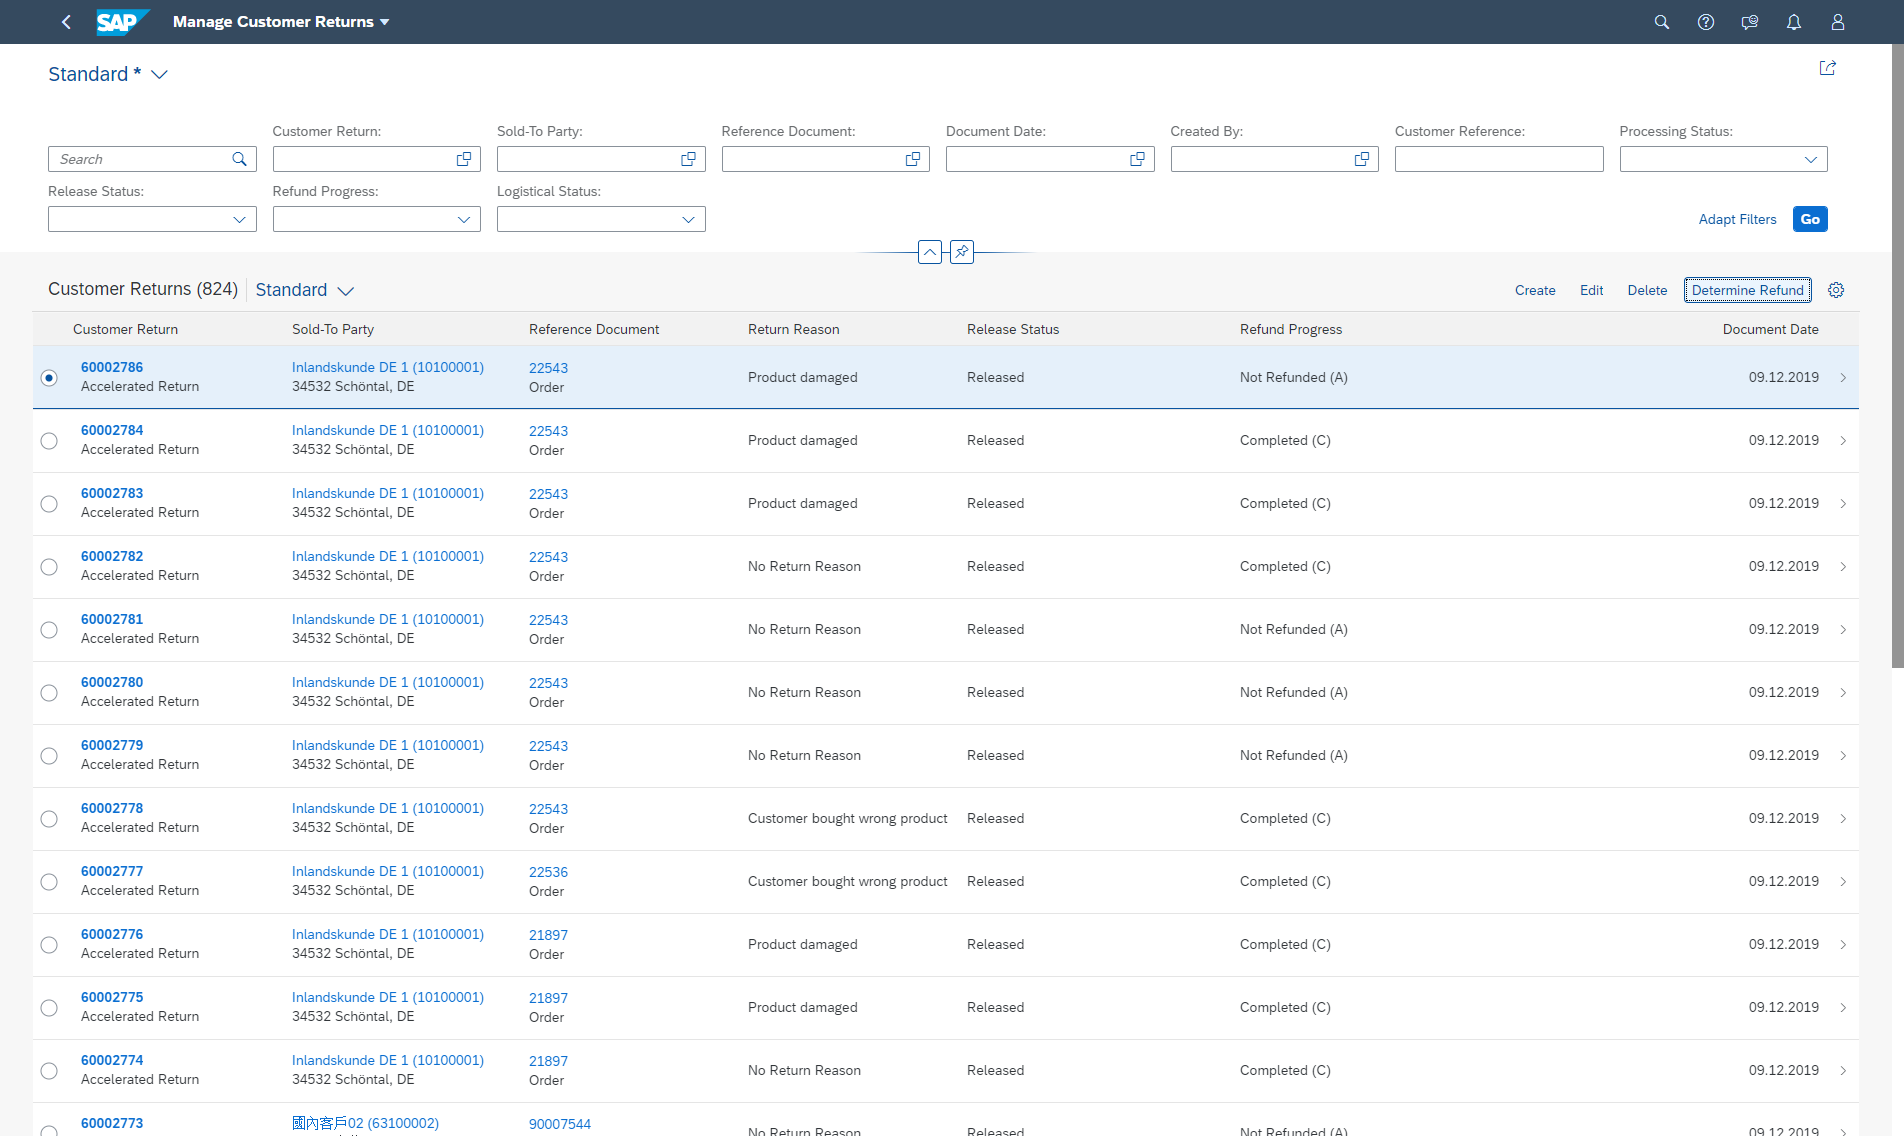 SAP Manage Customer Returns
Standard *
Customer Return: Sold-To Party: Reference Document: Document Date: Created By: Customer Reference: Processing Status:
Search
Release Status: Refund Progress: Logistical Status:
Adapt Filters Go
Customer Returns (824) Standard Create Edit Delete Determine Refund
Customer Return Sold-To Party Reference Document Return Reason Release Status Refund Progress Document Date
60002786 Inlandskunde DE 1 (10100001) 22543
Product damaged Released Not Refunded (A) 09.12.2019
Accelerated Return 34532 Schöntal, DE Order
60002784 Inlandskunde DE 1 (10100001) 22543
Product damaged Released Completed (C) 09.12.2019
Accelerated Return 34532 Schöntal, DE Order
60002783 Inlandskunde DE 1 (10100001) 22543
Product damaged Released Completed (C) 09.12.2019
Accelerated Return 34532 Schöntal, DE Order
60002782 Inlandskunde DE 1 (10100001) 22543
No Return Reason Released Completed (C) 09.12.2019
Accelerated Return 34532 Schöntal, DE Order
60002781 Inlandskunde DE 1 (10100001) 22543
No Return Reason Released Not Refunded (A) 09.12.2019
Accelerated Return 34532 Schöntal, DE Order
60002780 Inlandskunde DE 1 (10100001) 22543
No Return Reason Released Not Refunded (A) 09.12.2019
Accelerated Return 34532 Schöntal, DE Order
60002779 Inlandskunde DE 1 (10100001) 22543
No Return Reason Released Not Refunded (A) 09.12.2019
Accelerated Return 34532 Schöntal, DE Order
60002778 Inlandskunde DE 1 (10100001) 22543
Customer bought wrong product Released Completed (C) 09.12.2019
Accelerated Return 34532 Schöntal, DE Order
60002777 Inlandskunde DE 1 (10100001) 22536
Customer bought wrong product Released Completed (C) 09.12.2019
Accelerated Return 34532 Schöntal, DE Order
60002776 Inlandskunde DE 1 (10100001) 21897
Product damaged Released Completed (C) 09.12.2019
Accelerated Return 34532 Schöntal, DE Order
60002775 Inlandskunde DE 1 (10100001) 21897
Product damaged Released Completed (C) 09.12.2019
Accelerated Return 34532 Schöntal, DE Order
60002774 Inlandskunde DE 1 (10100001) 21897
No Return Reason Released Completed (C) 09.12.2019
Accelerated Return 34532 Schöntal, DE Order
60002773 國內客戶02 (63100002) 90007544
No Return Reason Released Not Refunded (A) 09.12.2019